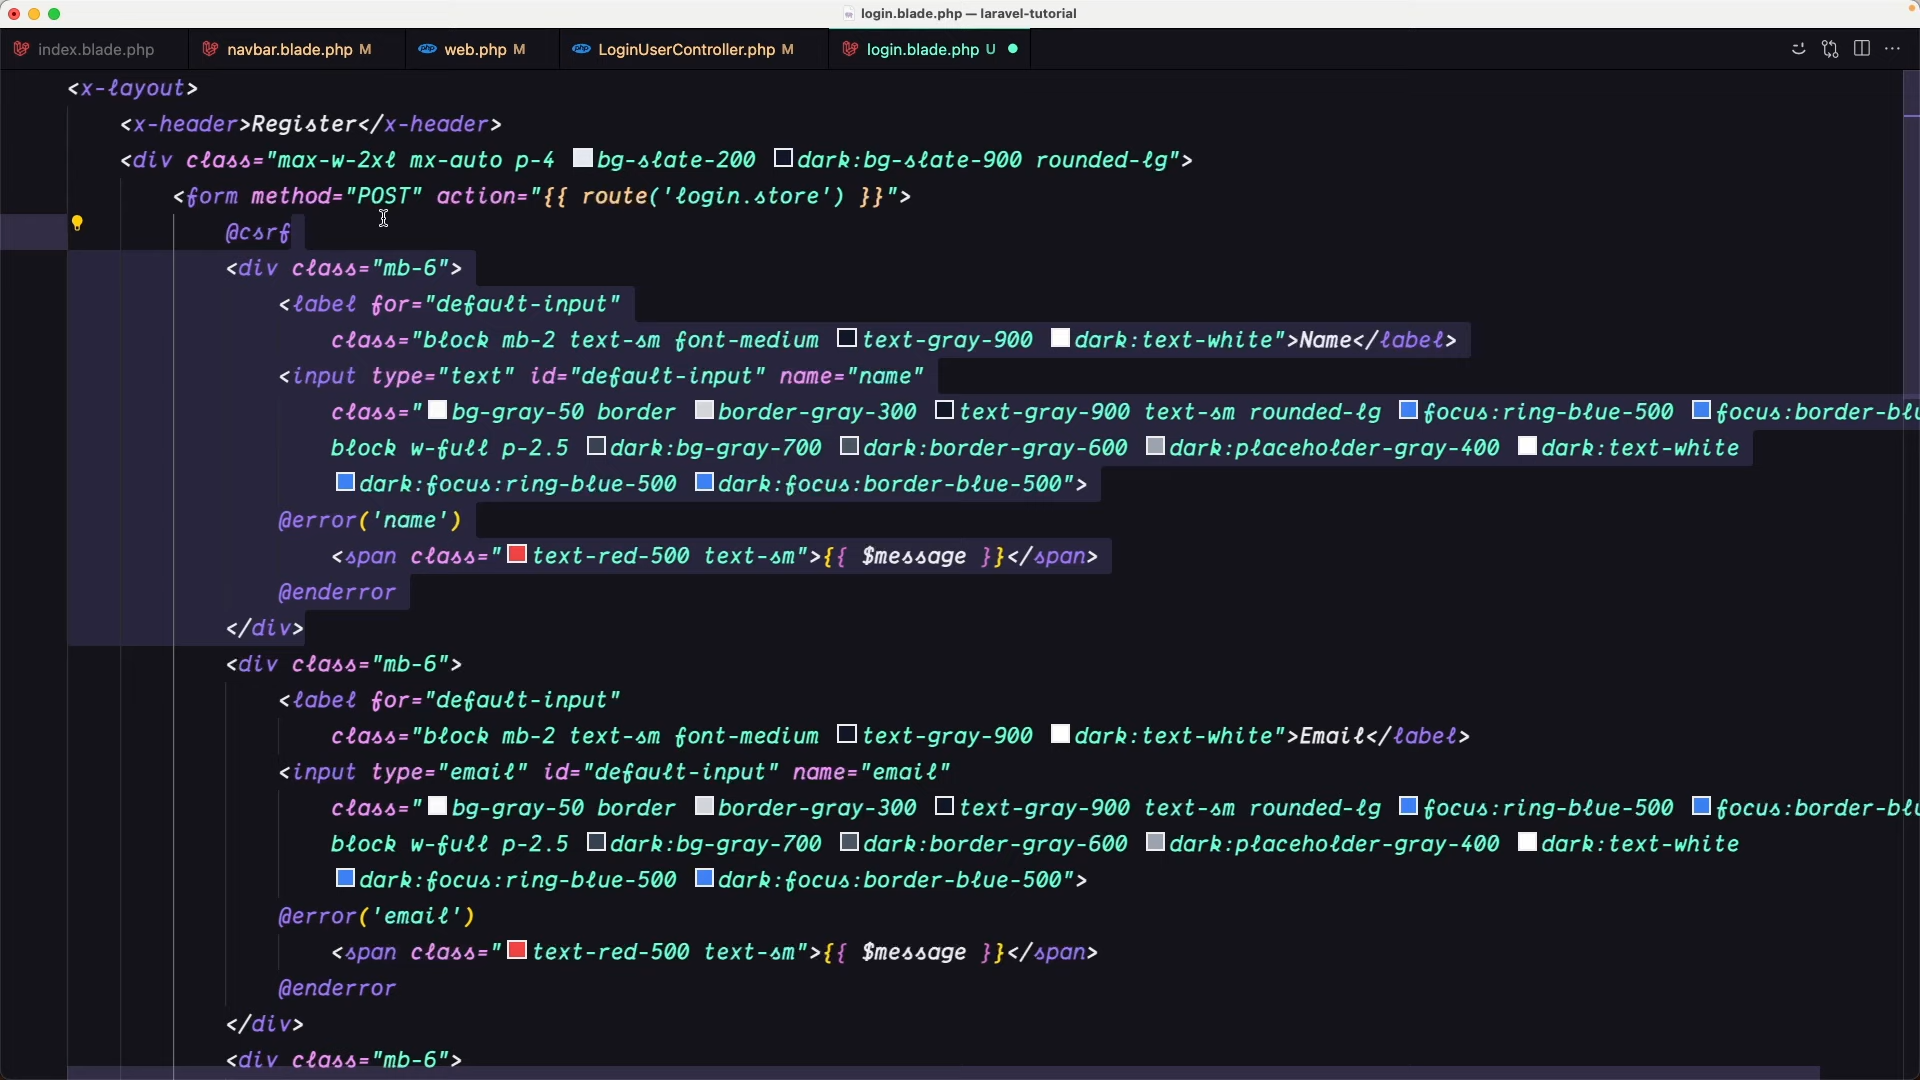 login.blade.php — laravel-tutorial
index.blade.php
navbar.blade.php M
web.php M
LoginUserController.php M
login.blade.php U
<x-layout>
<x-header>Register</x-header>
<div class="max-w-2xl mx-auto p-4 bg-slate-200 dark:bg-slate-900 rounded-lg">
<form method="POST" action="{{ route('login.store') }}">
@csrf
<div class="mb-6">
<label for="default-input"
class="block mb-2 text-sm font-medium text-gray-900 dark:text-white">Name</label>
<input type="text" id="default-input" name="name"
class="bg-gray-50 border border-gray-300 text-gray-900 text-sm rounded-lg focus:ring-blue-500 focus:border-blu
block w-full p-2.5 dark:bg-gray-700 dark:border-gray-600 dark:placeholder-gray-400 dark:text-white
dark:focus:ring-blue-500 dark:focus:border-blue-500">
@error('name')
<span class="text-red-500 text-sm">{{ $message }}</span>
@enderror
</div>
<div class="mb-6">
<label for="default-input"
class="block mb-2 text-sm font-medium text-gray-900 dark:text-white">Email</label>
<input type="email" id="default-input" name="email"
class="bg-gray-50 border border-gray-300 text-gray-900 text-sm rounded-lg focus:ring-blue-500 focus:border-blu
block w-full p-2.5 dark:bg-gray-700 dark:border-gray-600 dark:placeholder-gray-400 dark:text-white
dark:focus:ring-blue-500 dark:focus:border-blue-500">
@error('email')
<span class="text-red-500 text-sm">{{ $message }}</span>
@enderror
</div>
<div class="mb-6">